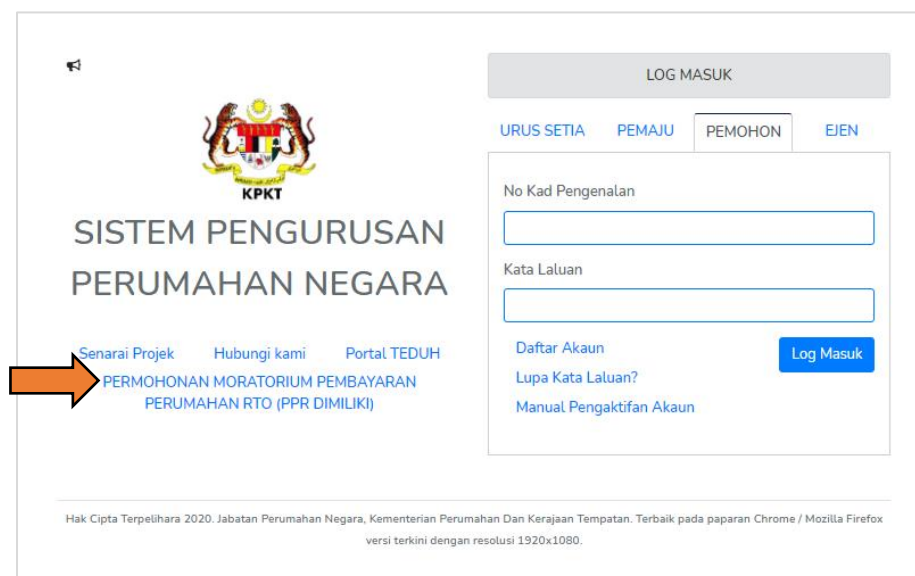 KPKT
SISTEM PENGURUSAN
PERUMAHAN NEGARA
Senarai Projek Hubungi kami Portal TEDUH
PERMOHONAN MORATORIUM PEMBAYARAN
PERUMAHAN RTO (PPR DIMILIKI)
LOG MASUK
URUS SETIA PEMAJU PEMOHON EJEN
No Kad Pengenalan
Kata Laluan
Daftar Akaun
Log Masuk
Lupa Kata Laluan?
Manual Pengaktifan Akaun
Hak Cipta Terpelihara 2020. Jabatan Perumahan Negara, Kementerian Perumahan Dan Kerajaan Tempatan. Terbaik pada paparan Chrome / Mozilla Firefox
versi terkini dengan resolusi 1920x1080.